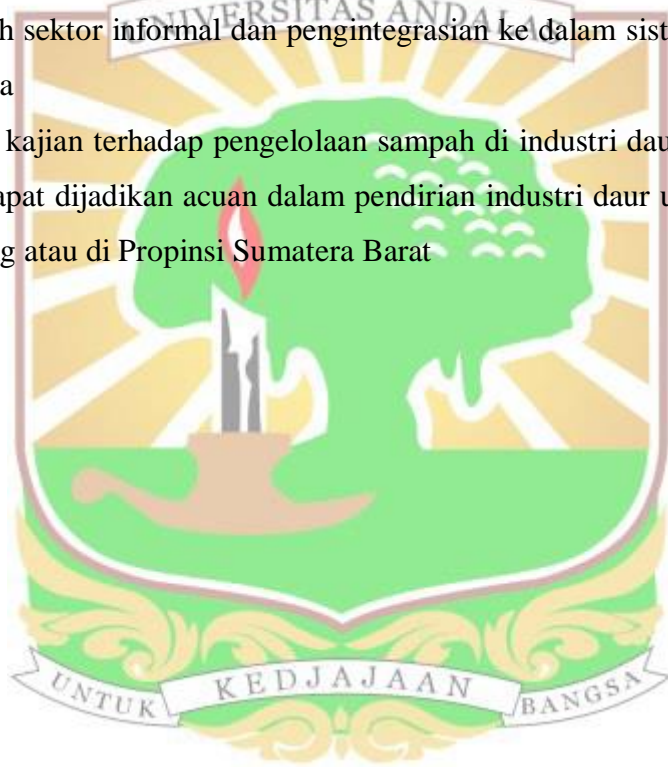 UNIVERSITAS ANDALAS
h sektor informal dan pengintegrasian ke dalam sist
a
kajian terhadap pengelolaan sampah di industri dau
apat dijadikan acuan dalam pendirian industri daur u
g atau di Propinsi Sumatera Barat
UNTUK KEDJAJAAN BANGSA